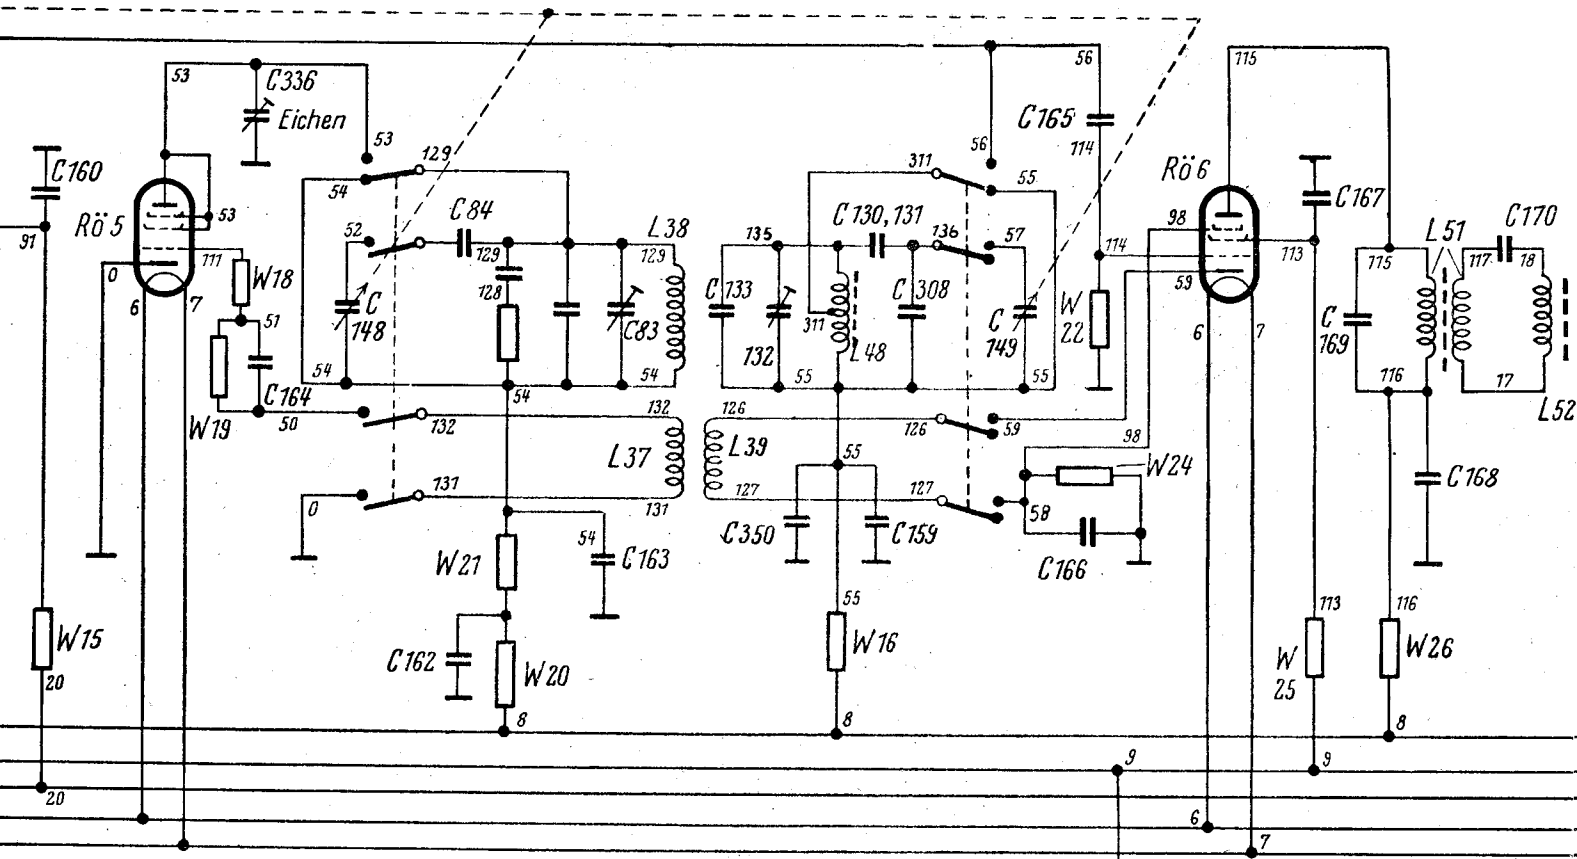 53
C336
Eichen
53
C160
Rö 5
53
91
0
111
W18
6
7
51
C164
W19
50
0
W15
20
20
129
54
52
C84
129
128
C
148
54
54
L38
129
C83
54
132
132
L37
131
131
W21
54
C163
C162
W20
8
56
C165
114
56
311
55
C130,131
135
136
57
C133
311
C308
132
L48
C
149
W
22
55
55
126
L39
126
59
98
127
127
58
W24
C350
55
C159
C166
55
W16
8
115
Rö 6
98
C167
114
113
59
6
7
115
L51
117
C170
18
C
169
116
17
L52
C168
113
116
W
25
W26
8
9
9
6
7